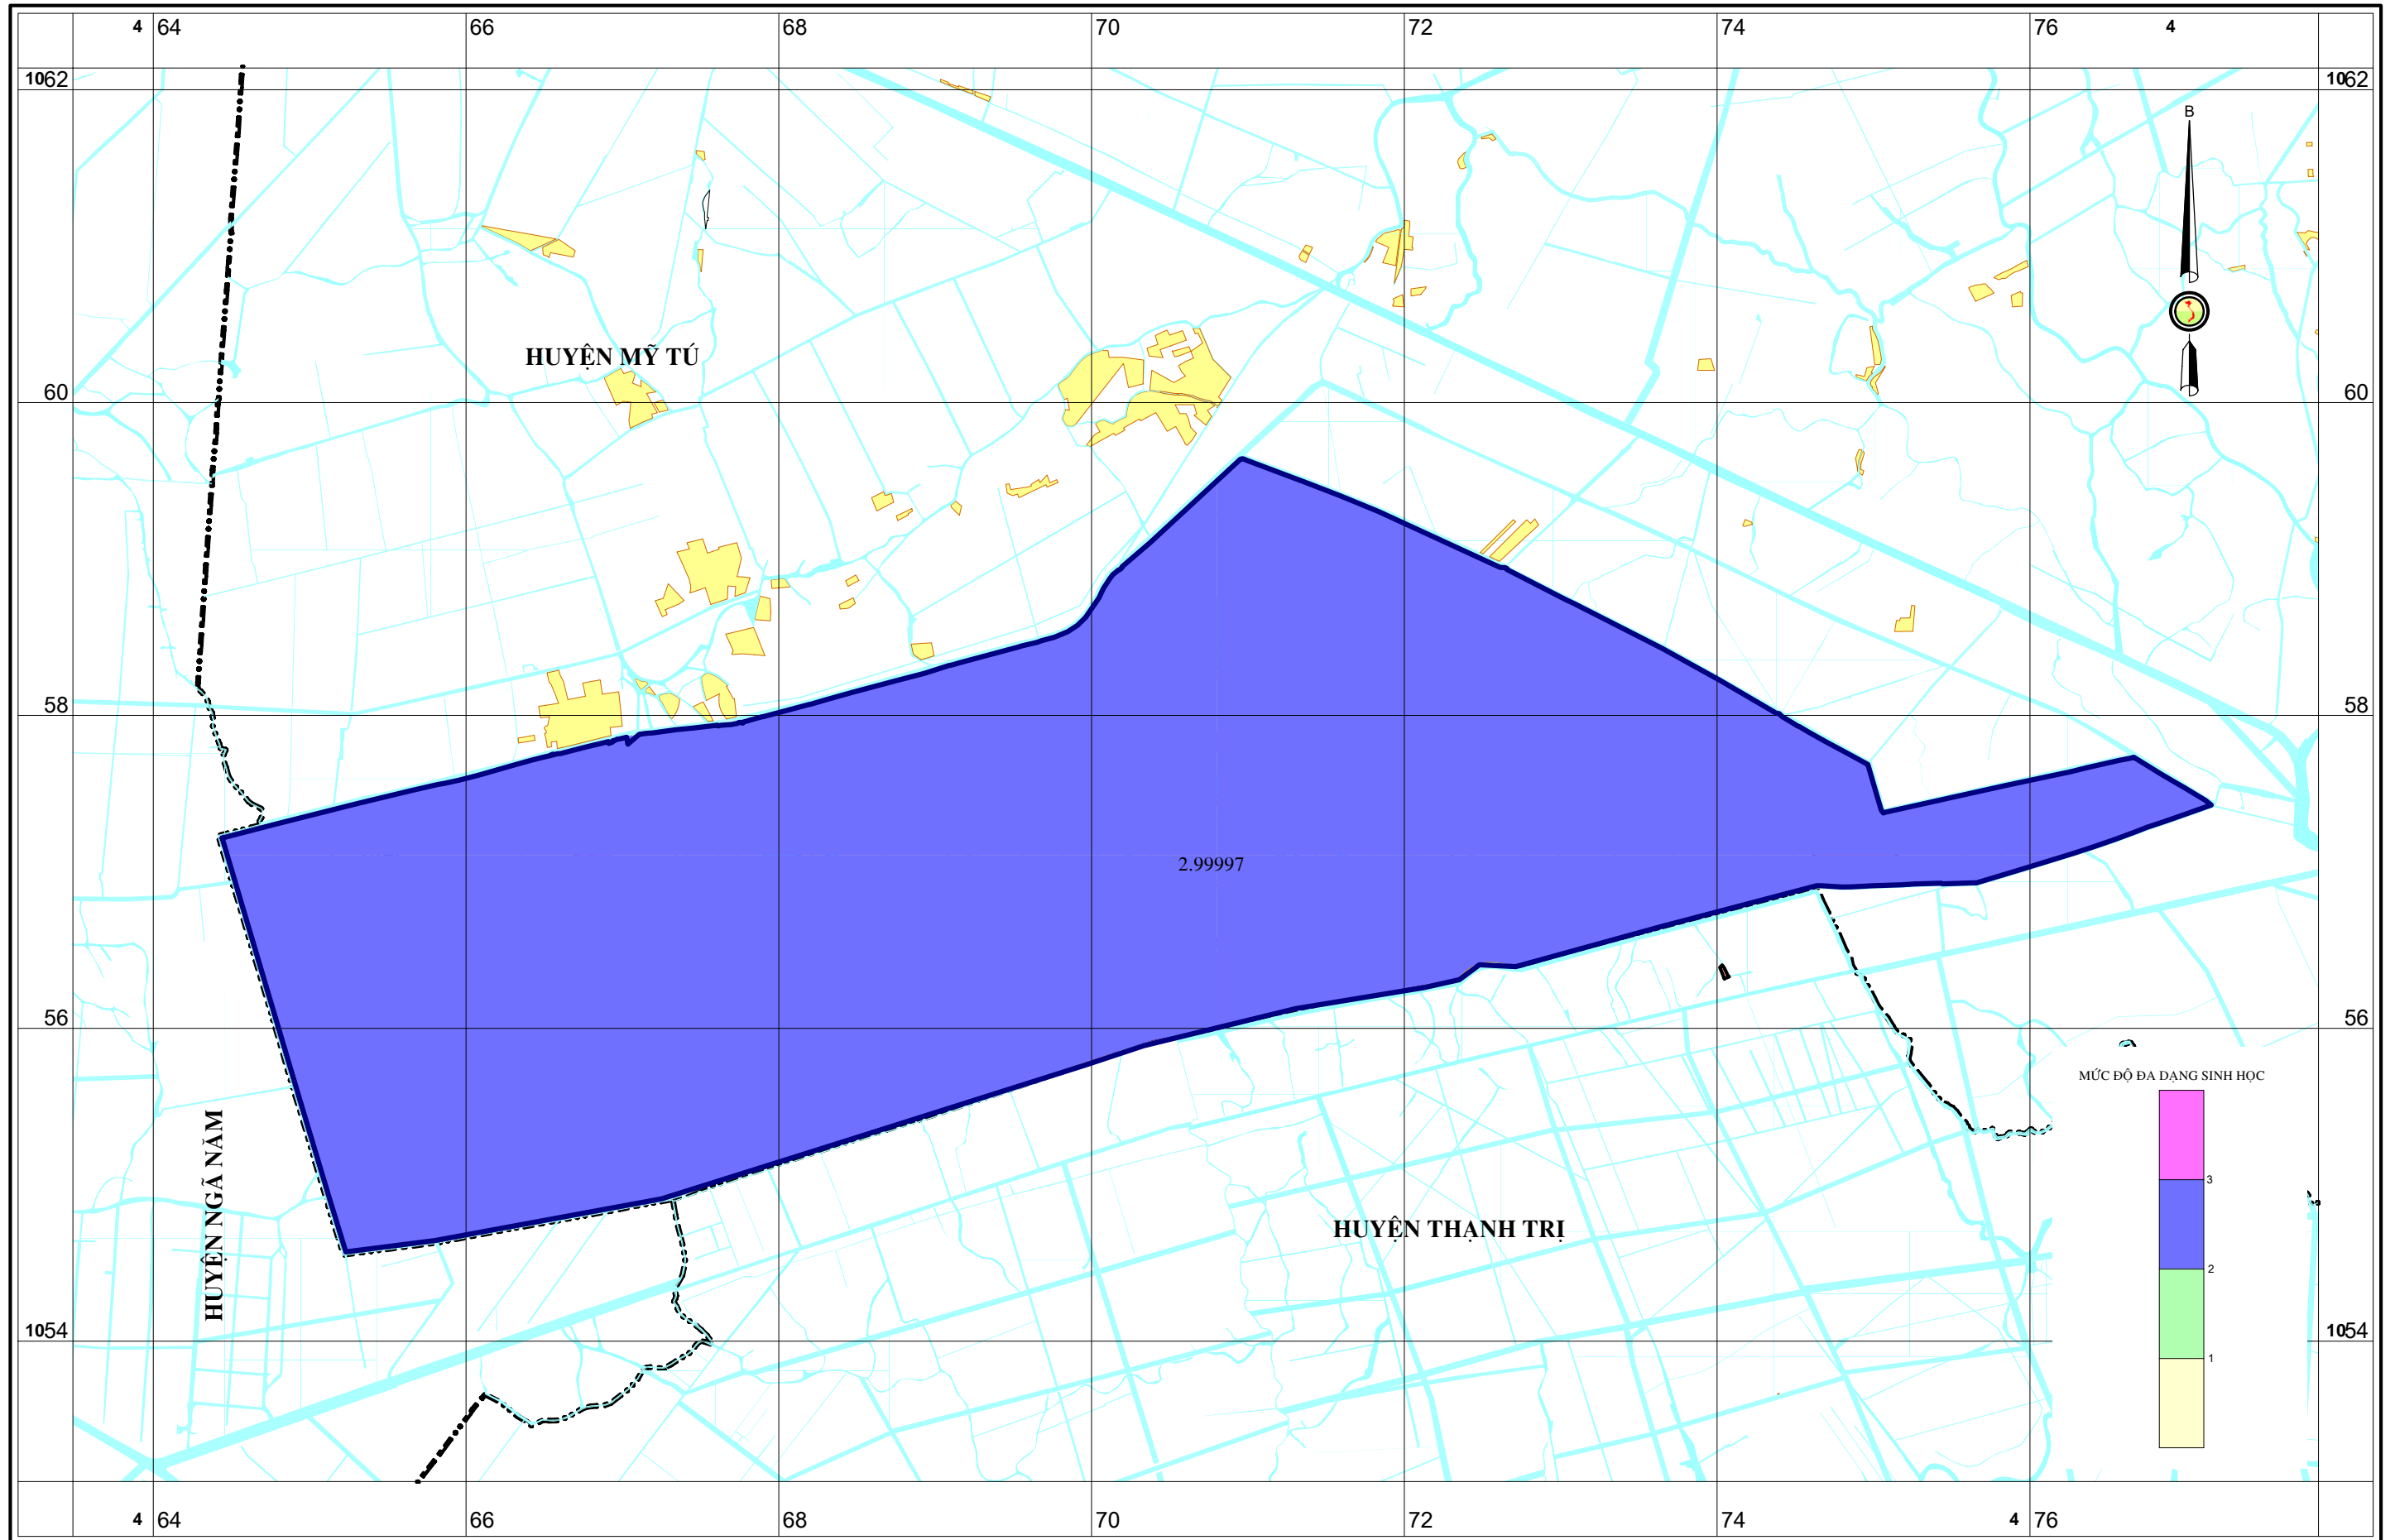 4 64 66 68 70 72 74 76 4
1062 1062
B
HUYỆN MỸ TÚ
60 60
58 58
2.99997
56 56
MỨC ĐỘ ĐA DẠNG SINH HỌC
3
2
1
HUYỆN NGÃ NĂM
HUYỆN THẠNH TRỊ
1054 1054
4 64 66 68 70 72 74 4 76